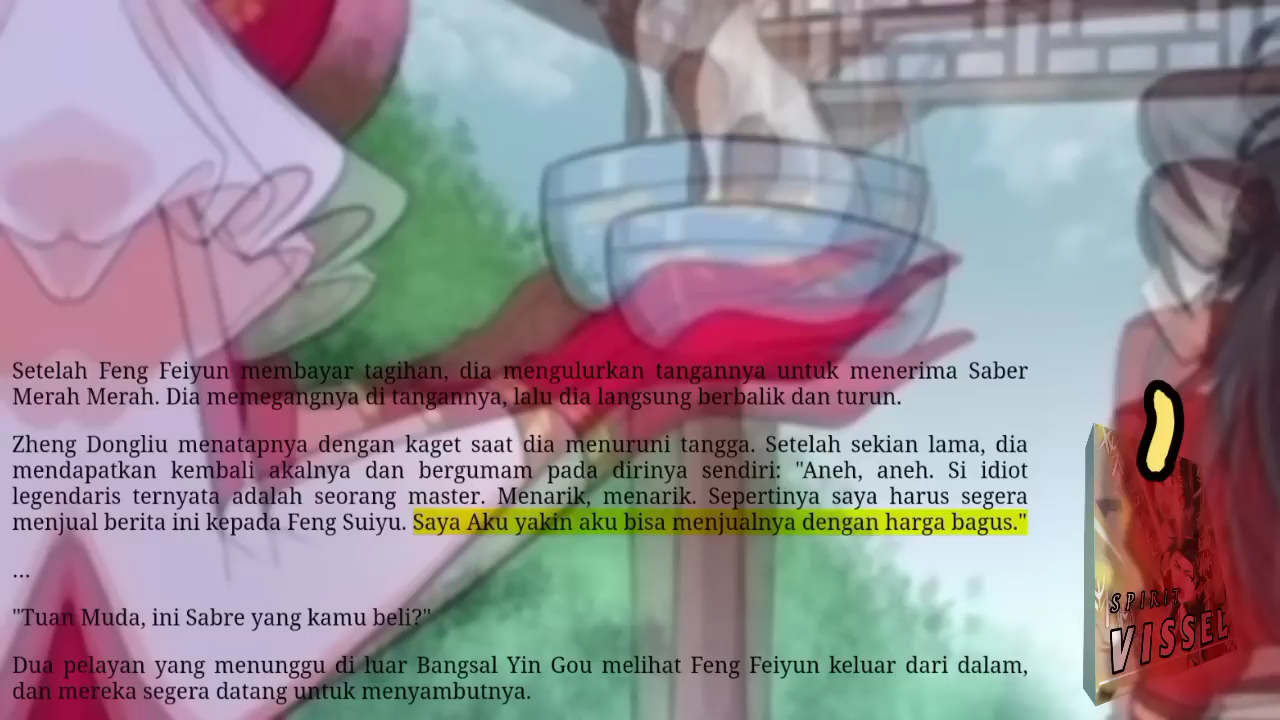 Setelah Feng Feiyun membayar tagihan, dia mengulurkan tangannya untuk menerima Saber
Merah Merah. Dia memegangnya di tangannya, lalu dia langsung berbalik dan turun.
Zheng Dongliu menatapnya dengan kaget saat dia menuruni tangga. Setelah sekian lama, dia
mendapatkan kembali akalnya dan bergumam pada dirinya sendiri: "Aneh, aneh. Si idiot
legendaris ternyata adalah seorang master. Menarik, menarik. Sepertinya saya harus segera
menjual berita ini kepada Feng Suiyu. Saya Aku yakin aku bisa menjualnya dengan harga bagus."
...
"Tuan Muda, ini Sabre yang kamu beli?"
Dua pelayan yang menunggu di luar Bangsal Yin Gou melihat Feng Feiyun keluar dari dalam,
dan mereka segera datang untuk menyambutnya.
SPIRIT
VISSEL